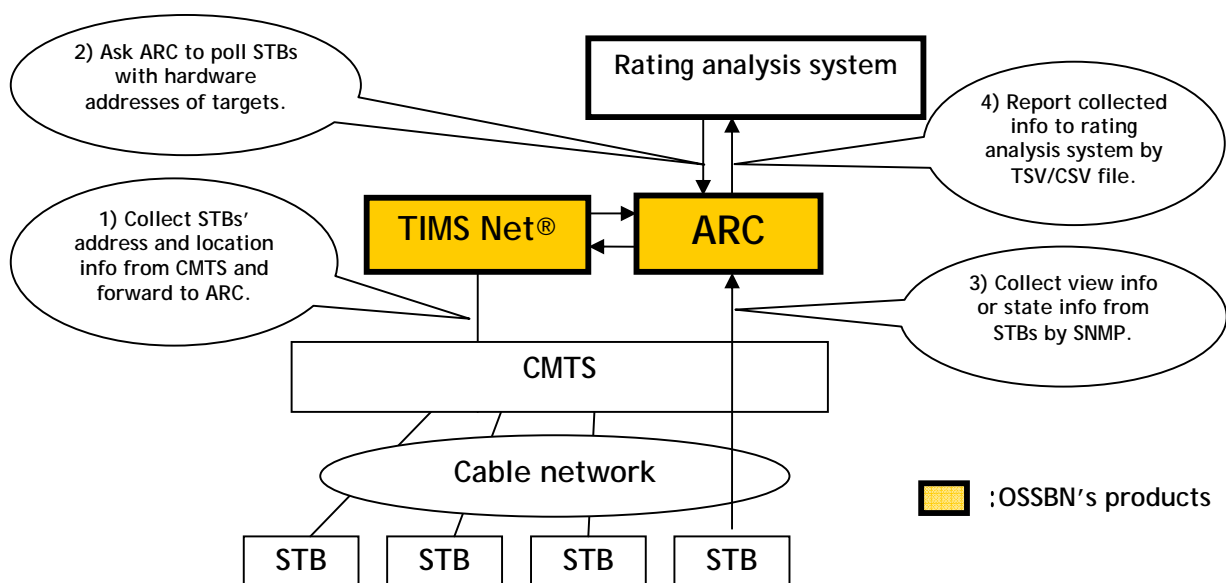 2) Ask ARC to poll STBs
with hardware
addresses of targets.
Rating analysis system
4) Report collected
info to rating
analysis system by
TSV/CSV file.
1) Collect STBs'
address and location
info from CMTS and
forward to ARC.
TIMS Net®
ARC
3) Collect view info
or state info from
STBs by SNMP.
CMTS
Cable network
:OSSBN's products
STB
STB
STB
STB